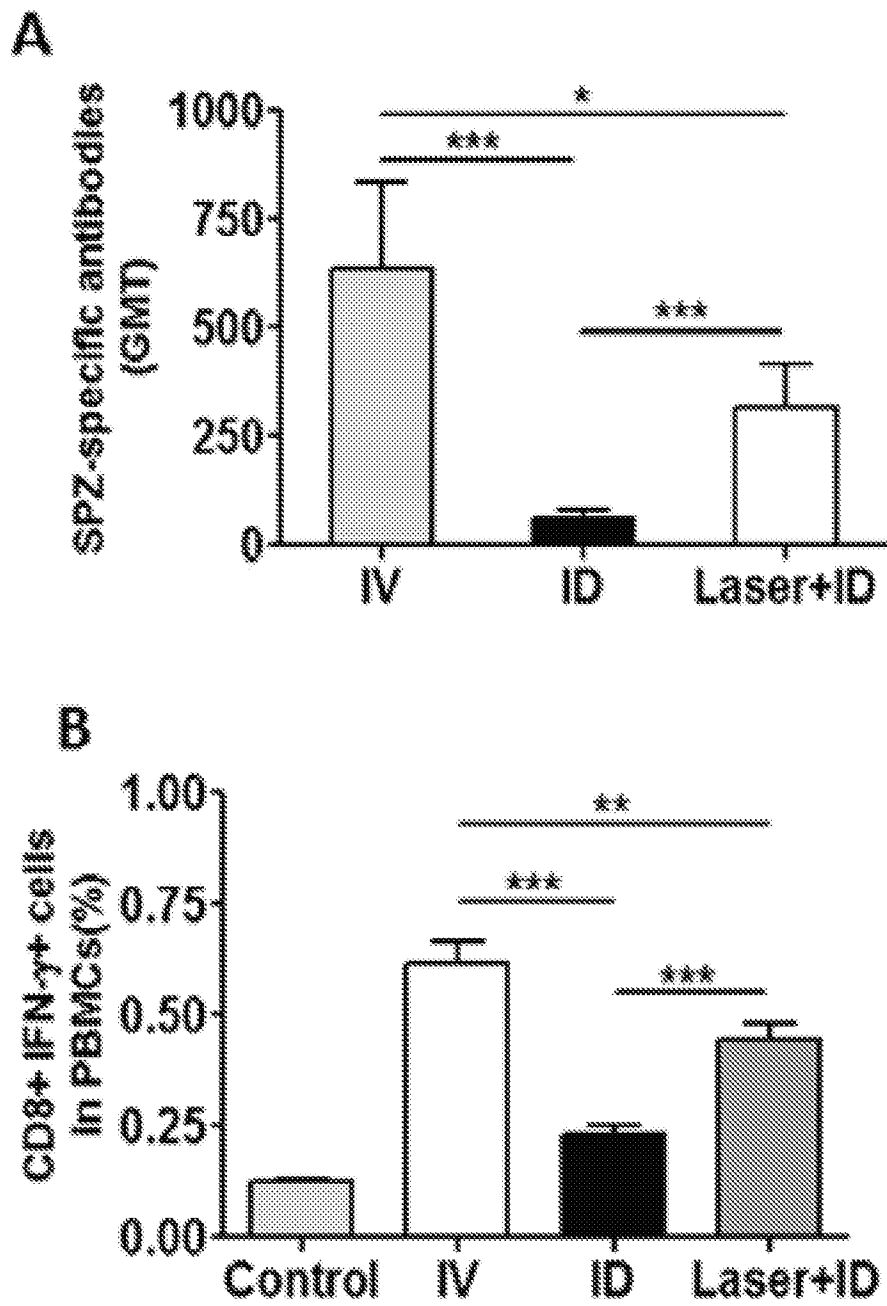 A
SPZ-specific antibodies
(GMT)
1000
750
500
250
0
*
***
***
IV ID Laser+ID
B
CD8+ IFN-γ+ cells
in PBMCs(%)
1.00
0.75
0.50
0.25
0.00
**
***
***
Control IV ID Laser+ID